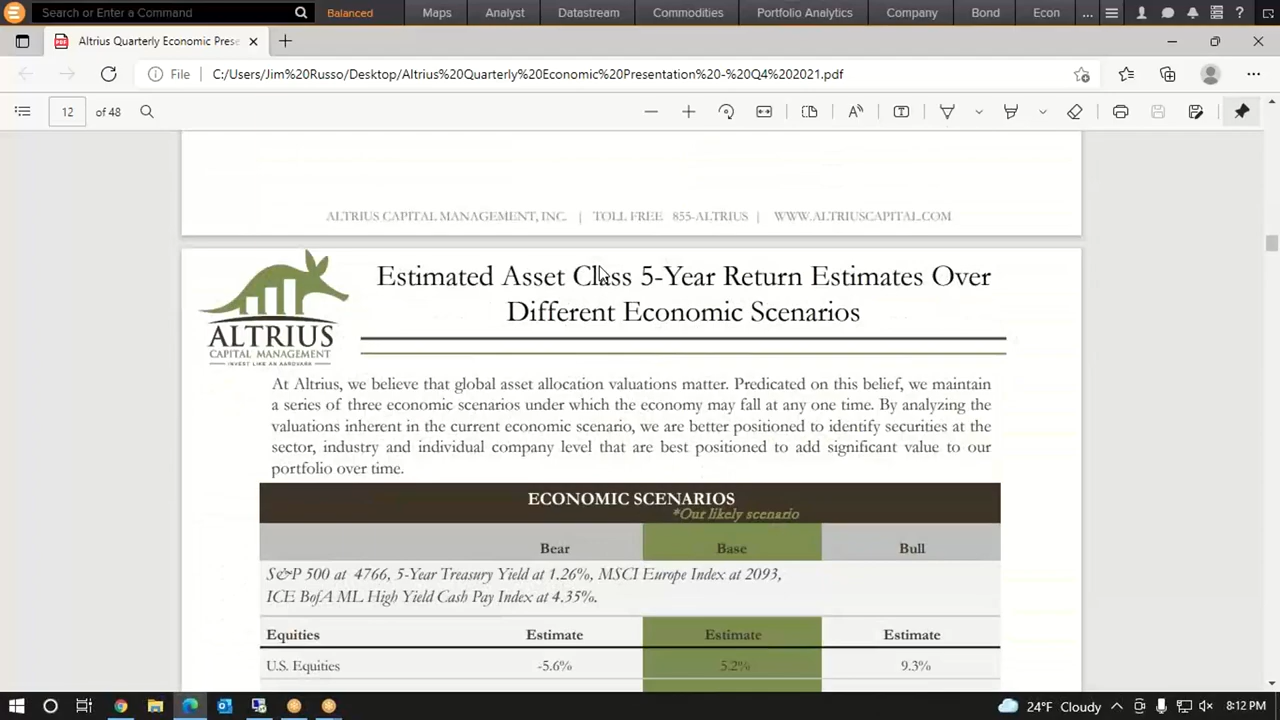 Search or Enter a Command
Balanced
Maps
Analyst
Datastream
Commodities
Portfolio Analytics
Company
Bond
Econ
...
?
PDF
Altrius Quarterly Economic Prese
File
C:/Users/Jim%20Russo/Desktop/Altrius%20Quarterly%20Economic%20Presentation%20-%20Q4%202021.pdf
12 of 48
ALTRIUS CAPITAL MANAGEMENT, INC. | TOLL FREE 855-ALTRIUS | WWW.ALTRIUSCAPITAL.COM
ALTRIUS
CAPITAL MANAGEMENT
INVEST LIKE AN AARDVARK
Estimated Asset Class 5-Year Return Estimates Over
Different Economic Scenarios
At Altrius, we believe that global asset allocation valuations matter. Predicated on this belief, we maintain
a series of three economic scenarios under which the economy may fall at any one time. By analyzing the
valuations inherent in the current economic scenario, we are better positioned to identify securities at the
sector, industry and individual company level that are best positioned to add significant value to our
portfolio over time.
ECONOMIC SCENARIOS
*Our likely scenario
Bear Base Bull
S&P 500 at 4766, 5-Year Treasury Yield at 1.26%, MSCI Europe Index at 2093,
ICE BofA ML High Yield Cash Pay Index at 4.35%.
Equities Estimate Estimate Estimate
U.S. Equities -5.6% 5.2% 9.3%
24°F Cloudy 8:12 PM